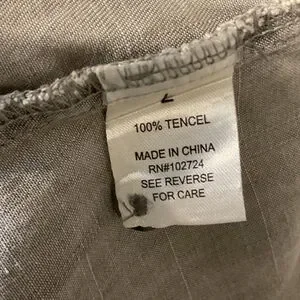 L
100% TENCEL
MADE IN CHINA
RN#102724
SEE REVERSE
FOR CARE